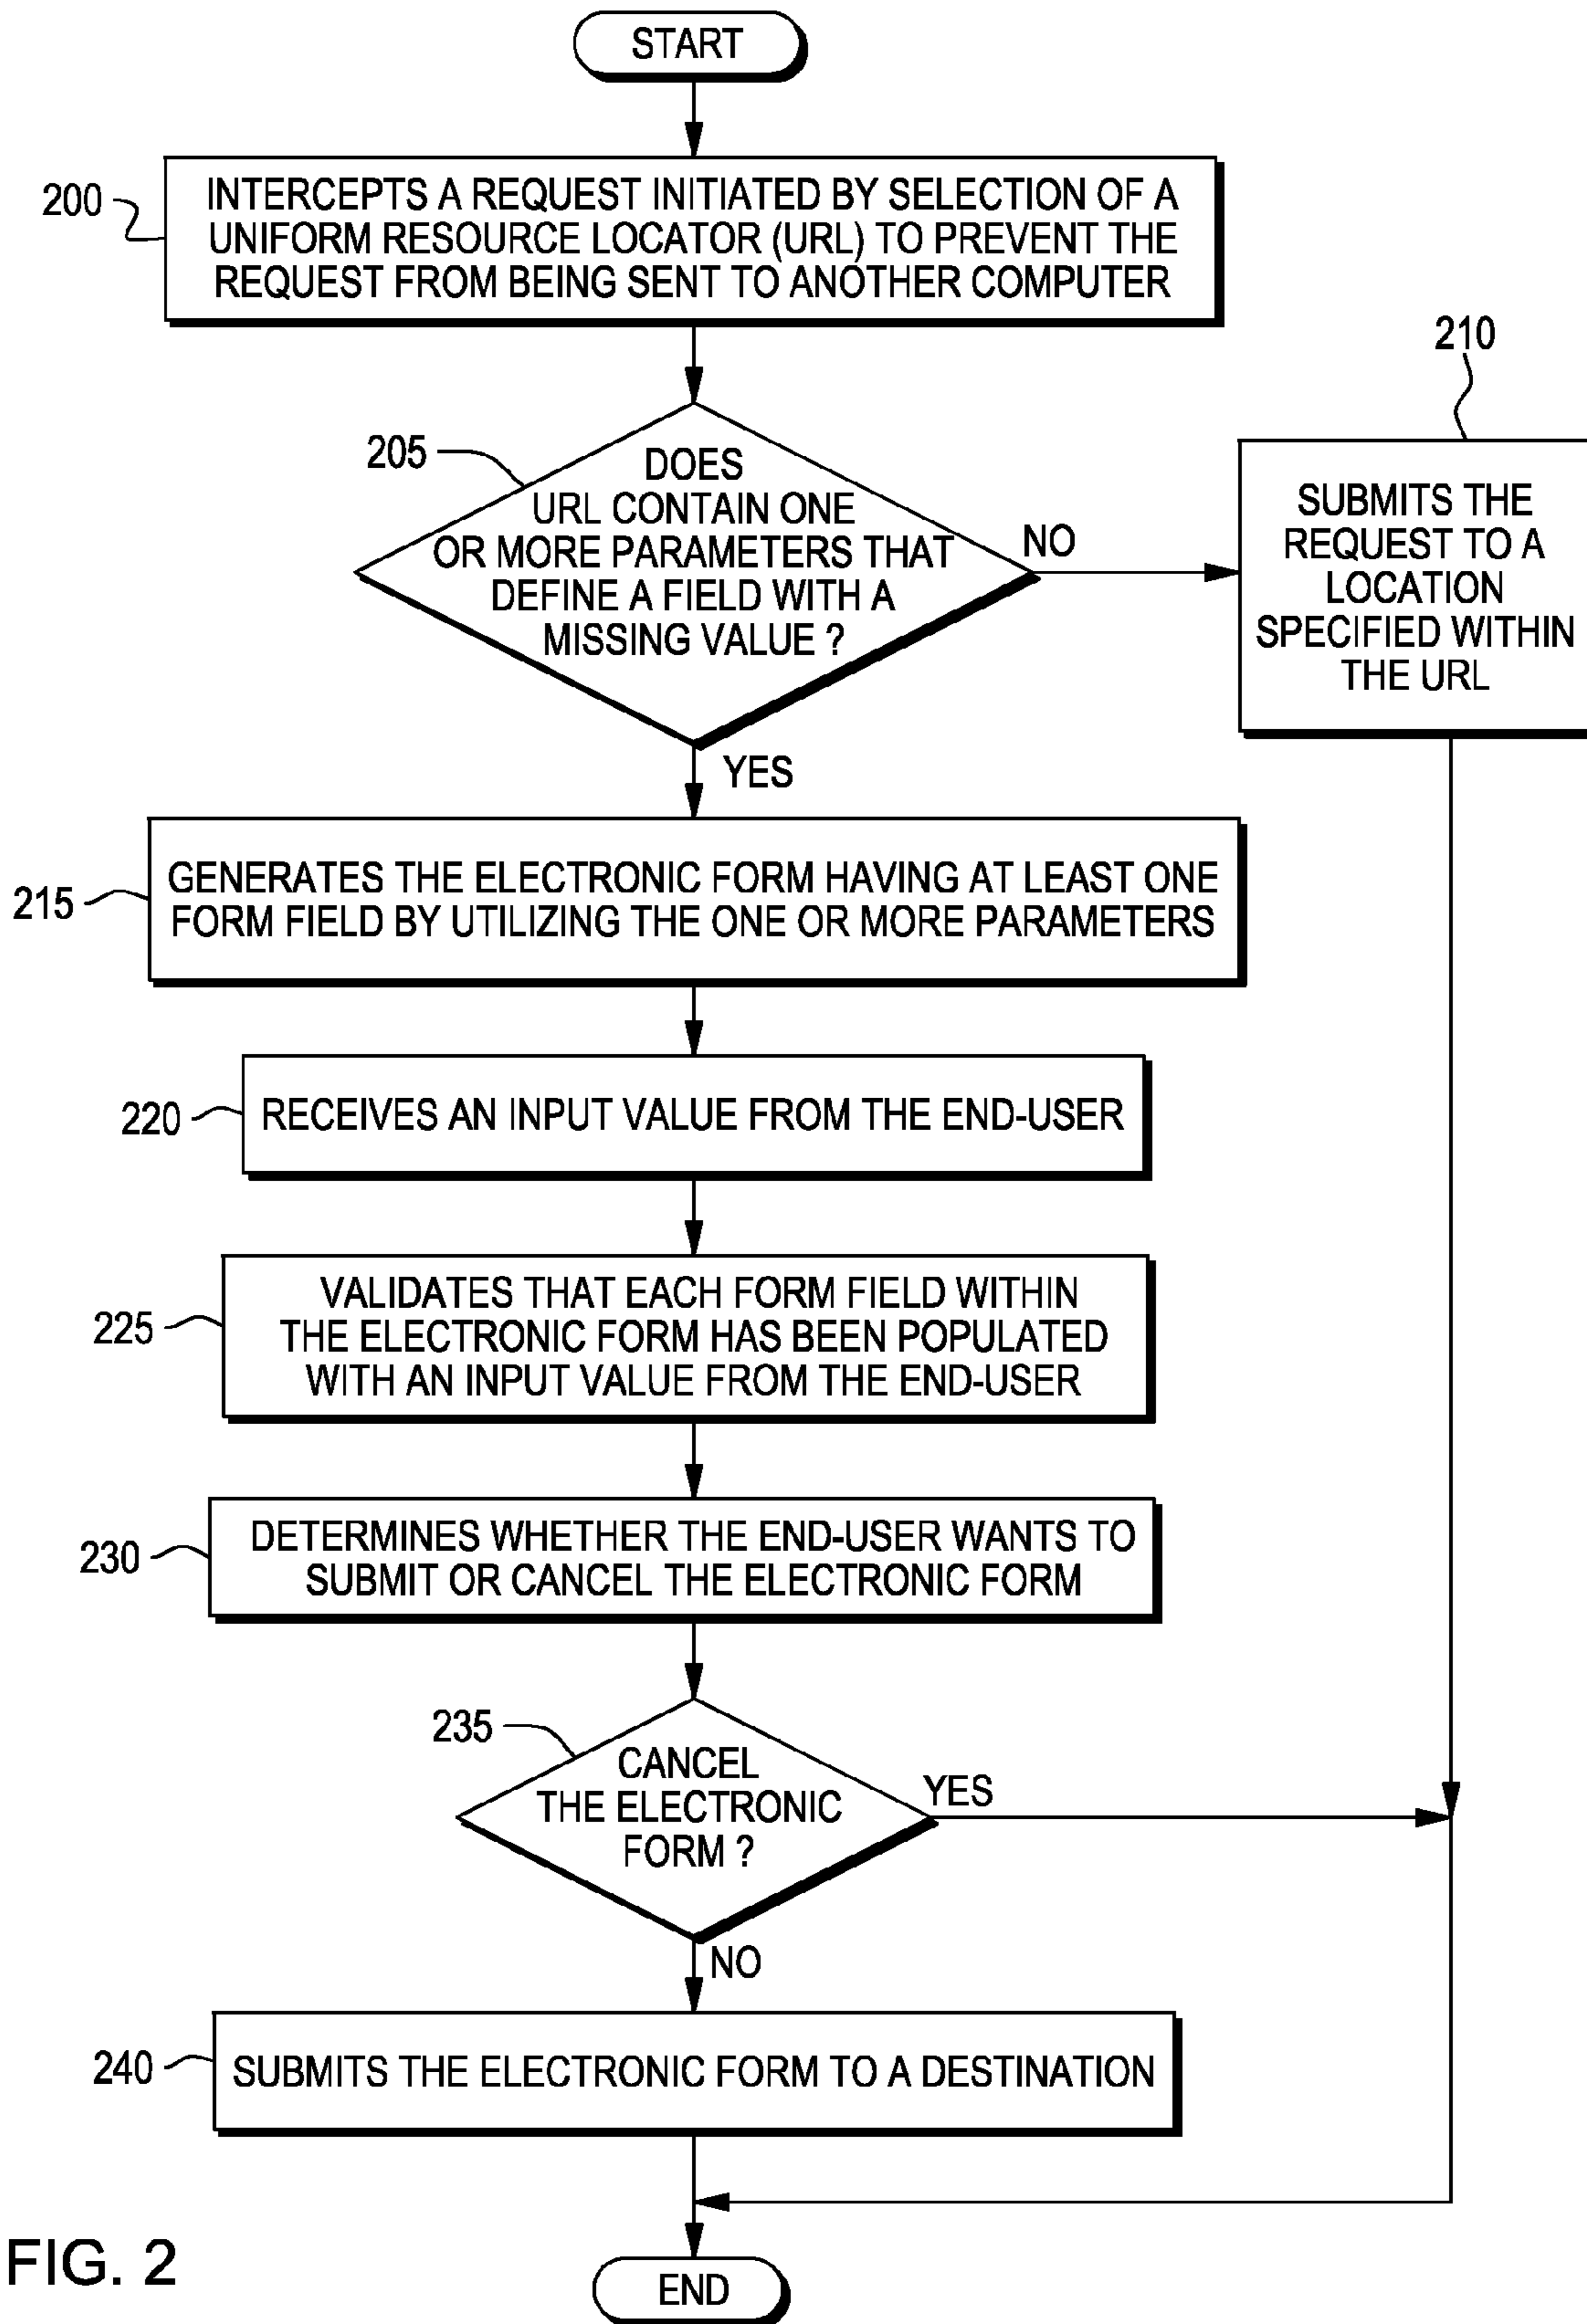 START
200
INTERCEPTS A REQUEST INITIATED BY SELECTION OF A
UNIFORM RESOURCE LOCATOR (URL) TO PREVENT THE
REQUEST FROM BEING SENT TO ANOTHER COMPUTER
205
DOES
URL CONTAIN ONE
OR MORE PARAMETERS THAT
DEFINE A FIELD WITH A
MISSING VALUE ?
NO
210
SUBMITS THE
REQUEST TO A
LOCATION
SPECIFIED WITHIN
THE URL
YES
215
GENERATES THE ELECTRONIC FORM HAVING AT LEAST ONE
FORM FIELD BY UTILIZING THE ONE OR MORE PARAMETERS
220
RECEIVES AN INPUT VALUE FROM THE END-USER
225
VALIDATES THAT EACH FORM FIELD WITHIN
THE ELECTRONIC FORM HAS BEEN POPULATED
WITH AN INPUT VALUE FROM THE END-USER
230
DETERMINES WHETHER THE END-USER WANTS TO
SUBMIT OR CANCEL THE ELECTRONIC FORM
235
CANCEL
THE ELECTRONIC
FORM ?
YES
NO
240
SUBMITS THE ELECTRONIC FORM TO A DESTINATION
END
FIG. 2